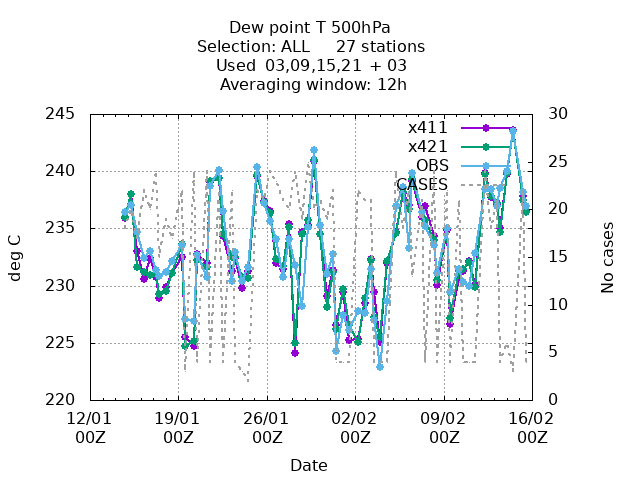 Dew point T 500hPa
Selection: ALL 27 stations
Used 03,09,15,21 + 03
Averaging window: 12h
245
240
235
230
225
220
deg C
30
25
20
15
10
5
0
No cases
x411
x421
OBS
CASES
12/01 19/01 26/01 02/02 09/02 16/02
00Z 00Z 00Z 00Z 00Z 00Z
Date